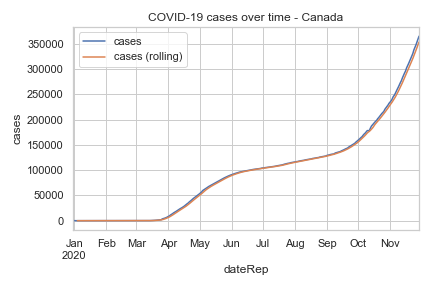 COVID-19 cases over time - Canada
cases
cases (rolling)
350000
300000
250000
200000
150000
100000
50000
0
cases
Jan Feb Mar Apr May Jun Jul Aug Sep Oct Nov
2020
dateRep